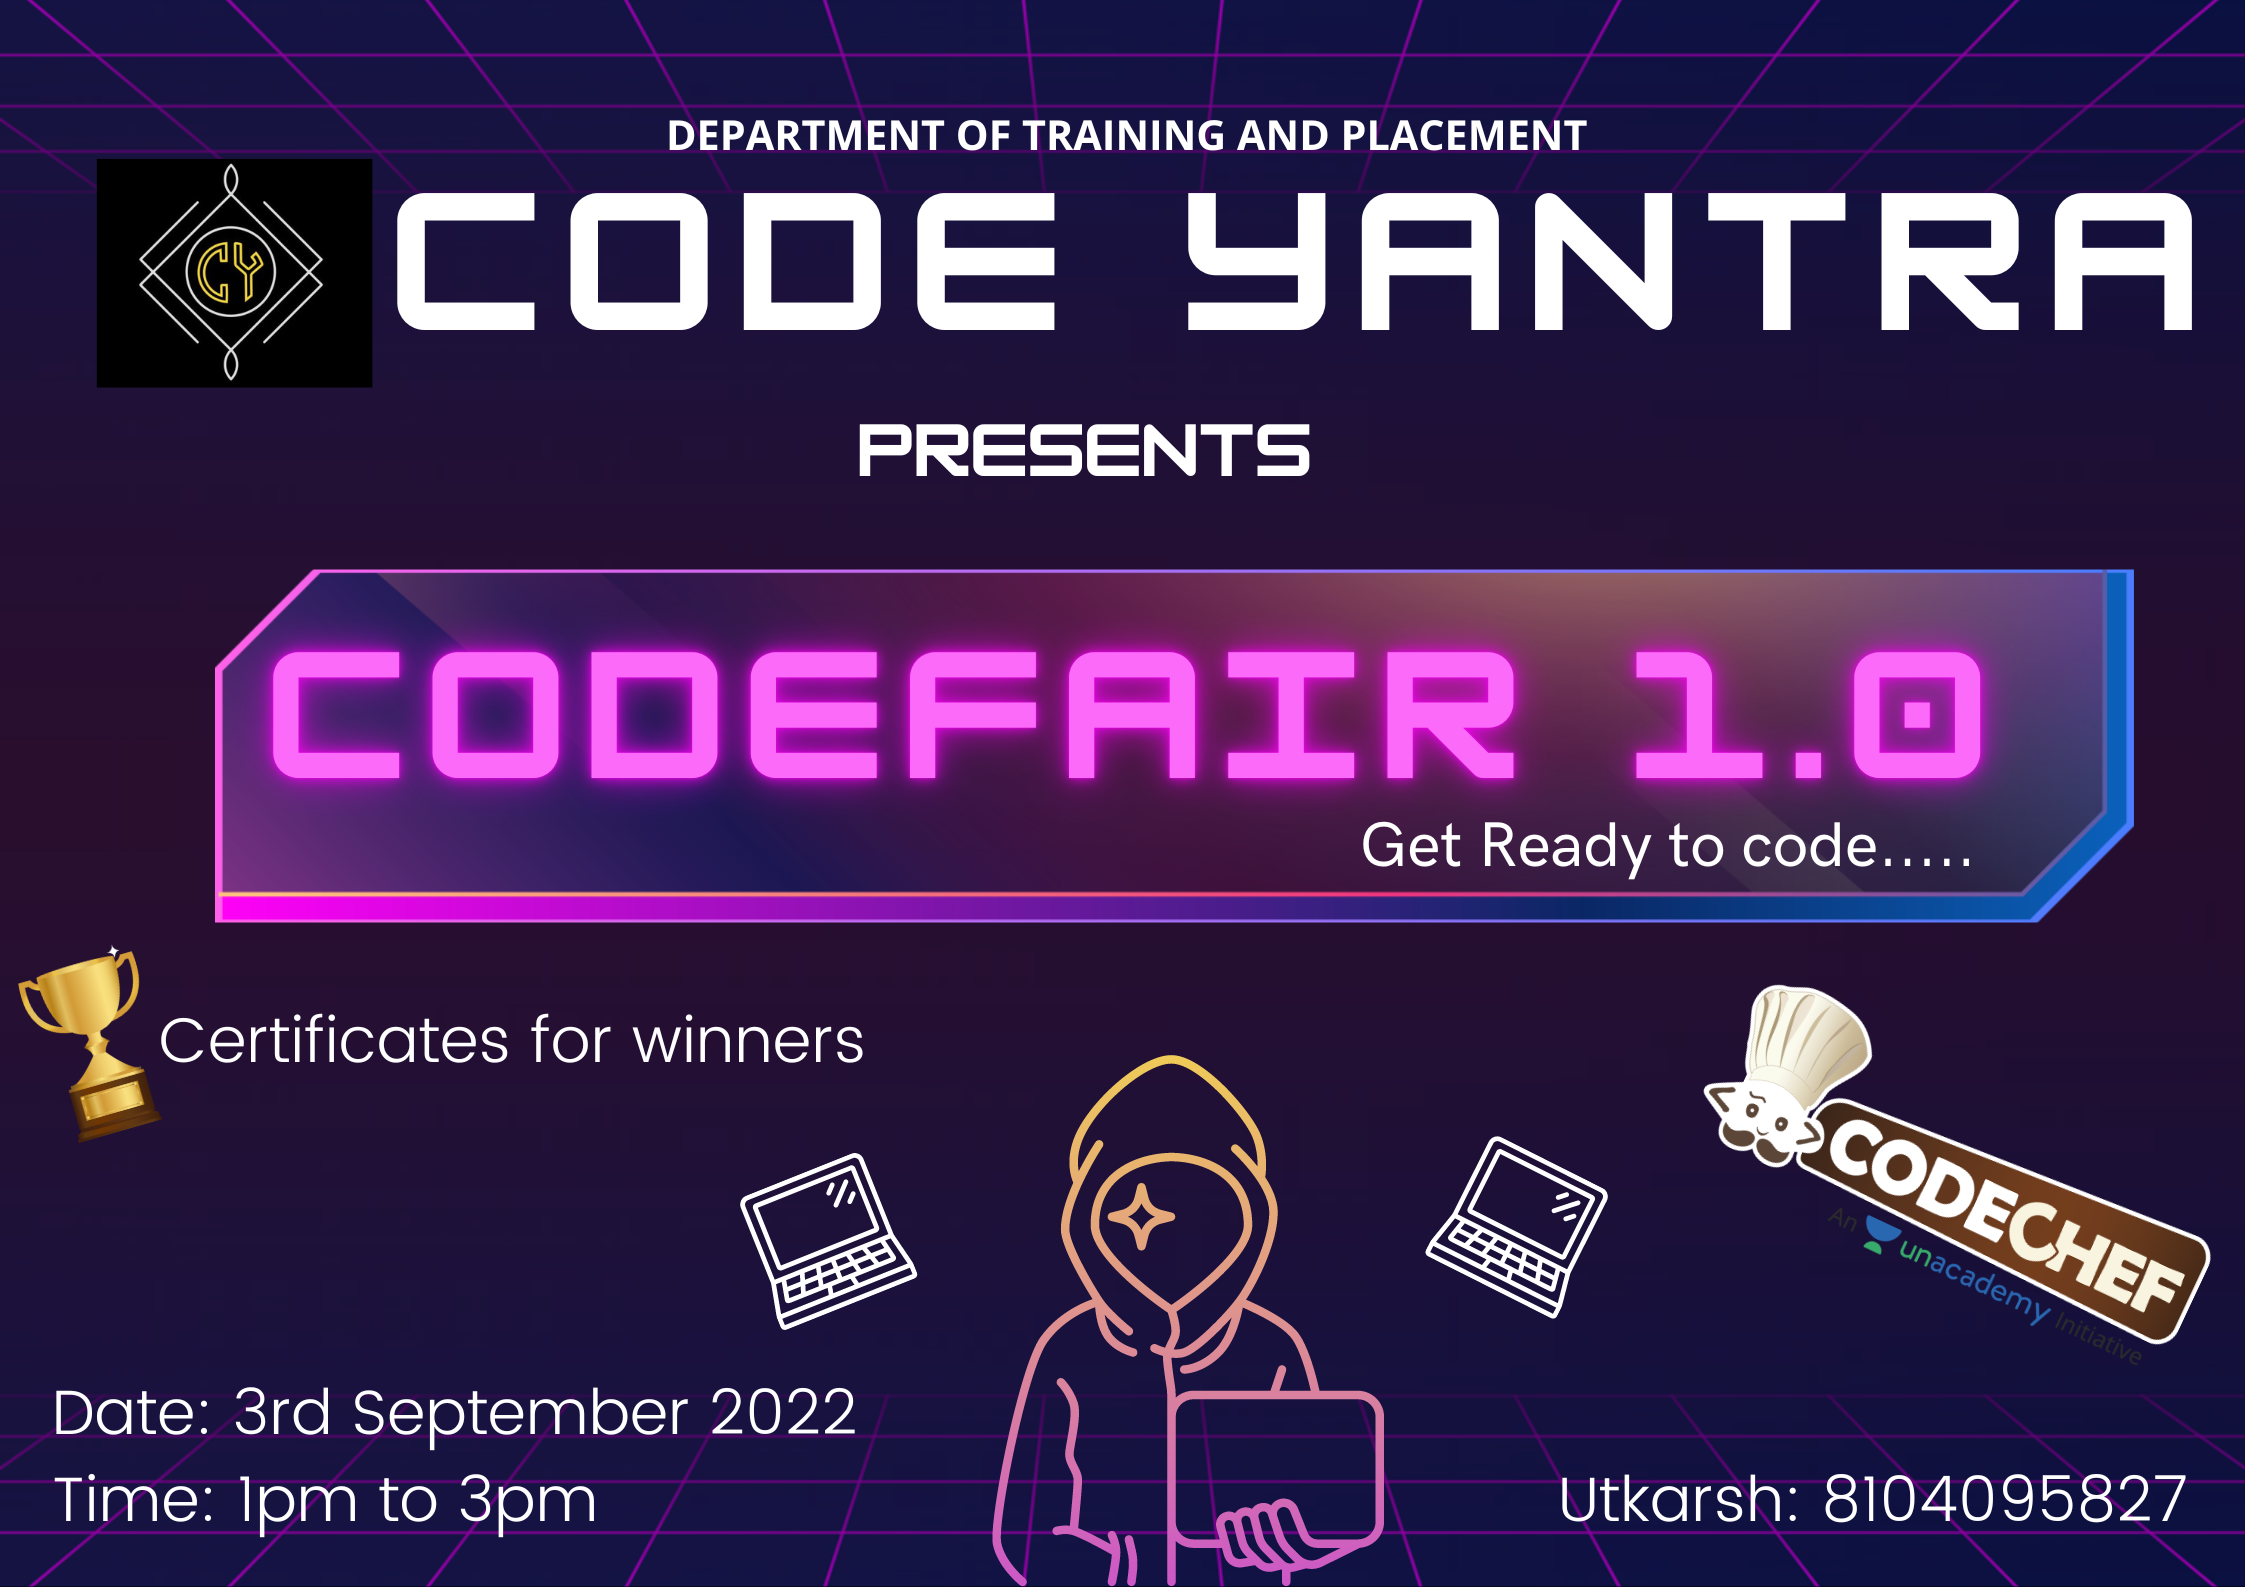 DEPARTMENT OF TRAINING AND PLACEMENT
CY
CODE YANTRA
PRESENTS
CODEFAIR 1.0
Get Ready to code.....
Certificates for winners
CODECHEF
An unacademy Initiative
Date: 3rd September 2022
Time: 1pm to 3pm
Utkarsh: 8104095827